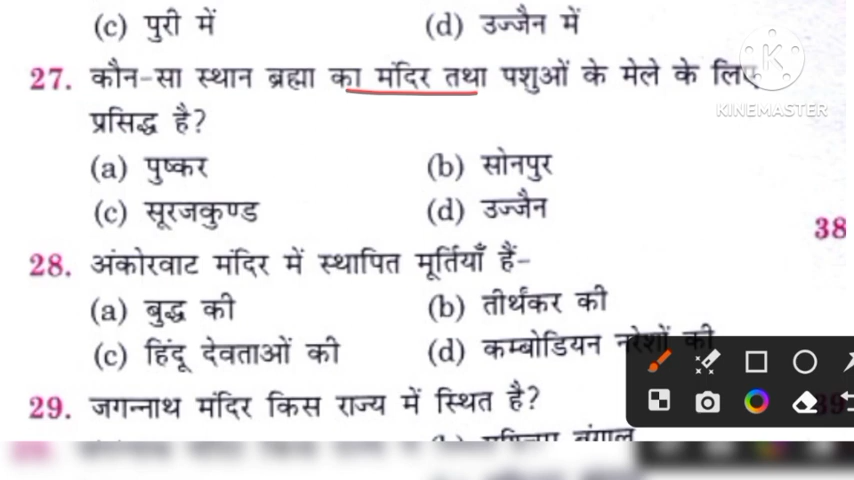 (c) पुरी में (d) उज्जैन में
27. कौन-सा स्थान ब्रह्मा का मंदिर तथा पशुओं के मेले के लिए
प्रसिद्ध है?
KINEMASTER
(a) पुष्कर (b) सोनपुर
(c) सूरजकुण्ड (d) उज्जैन
38
28. अंकोरवाट मंदिर में स्थापित मूर्तियाँ हैं-
(a) बुद्ध की (b) तीर्थंकर की
(c) हिंदू देवताओं की (d) कम्बोडियन नरेशों की
29. जगन्नाथ मंदिर किस राज्य में स्थित है?